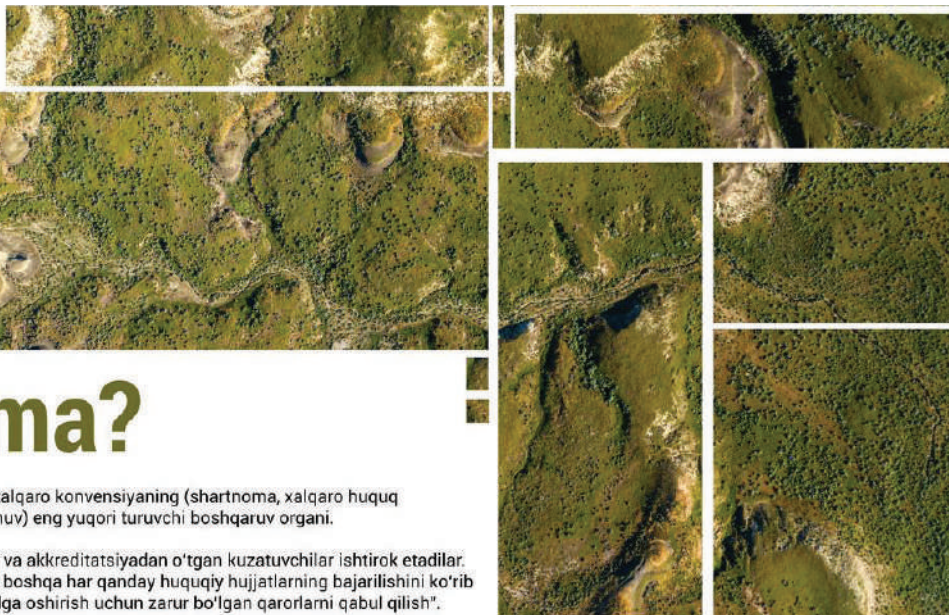 ma?
alqaro konvensiyaning (shartnoma, xalqaro huquq
uv) eng yuqori turuvchi boshqaruv organi.
va akkreditatsiyadan o'tgan kuzatuvchilar ishtirok etadilar.
boshqa har qanday huquqiy hujjatlarning bajarilishini ko'rib
lga oshirish uchun zarur bo'lgan qarorlarni qabul qilish".